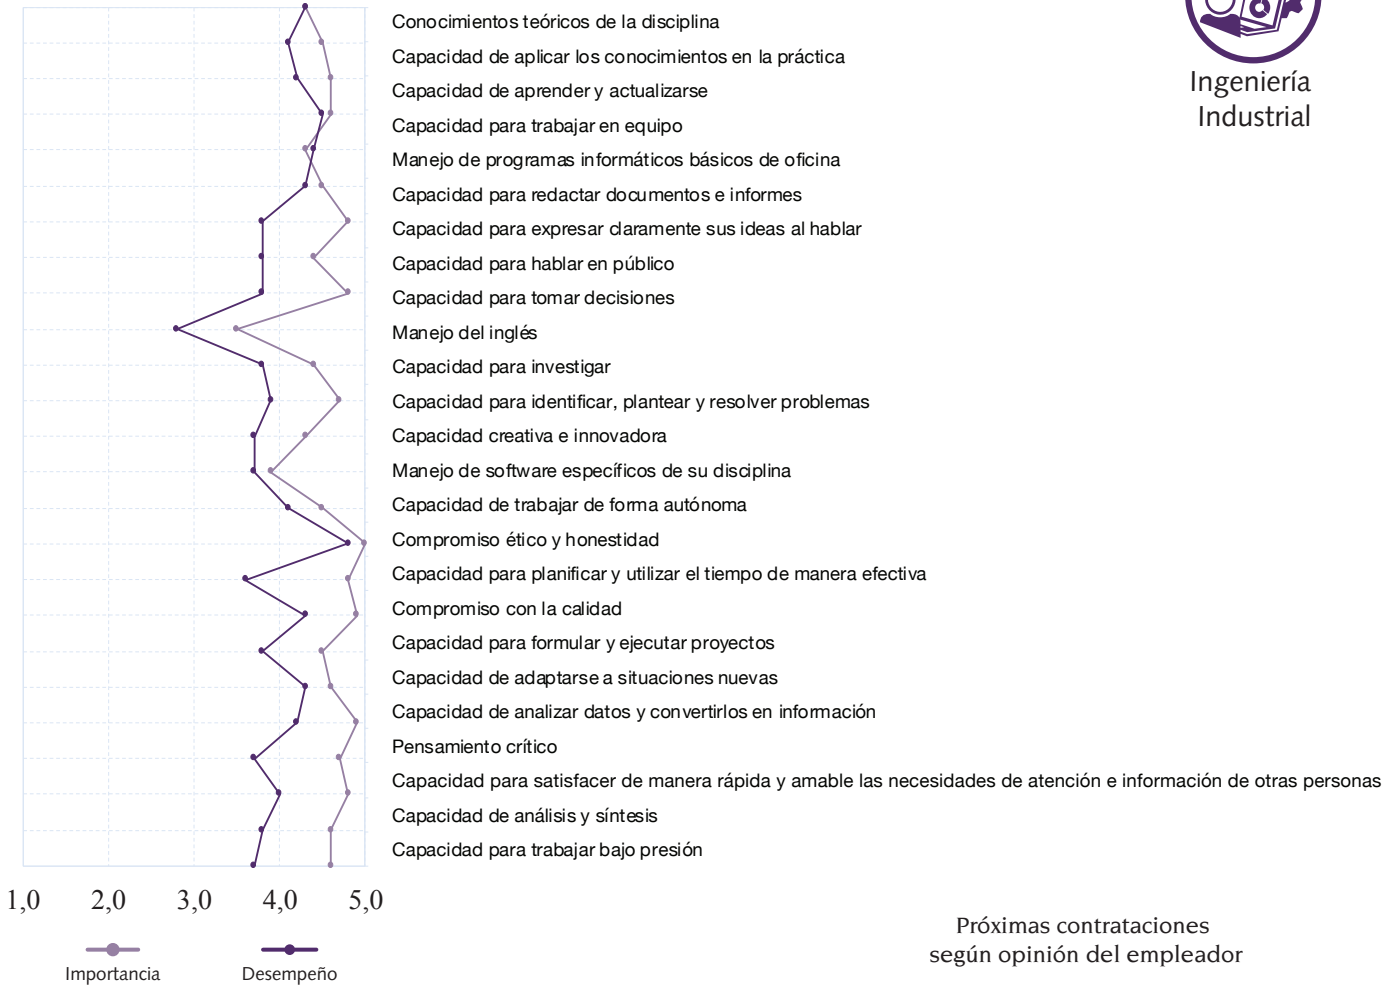 Conocimientos teóricos de la disciplina
Capacidad de aplicar los conocimientos en la práctica
Capacidad de aprender y actualizarse
Capacidad para trabajar en equipo
Manejo de programas informáticos básicos de oficina
Capacidad para redactar documentos e informes
Capacidad para expresar claramente sus ideas al hablar
Capacidad para hablar en público
Capacidad para tomar decisiones
Manejo del inglés
Capacidad para investigar
Capacidad para identificar, plantear y resolver problemas
Capacidad creativa e innovadora
Manejo de software específicos de su disciplina
Capacidad de trabajar de forma autónoma
Compromiso ético y honestidad
Capacidad para planificar y utilizar el tiempo de manera efectiva
Compromiso con la calidad
Capacidad para formular y ejecutar proyectos
Capacidad de adaptarse a situaciones nuevas
Capacidad de analizar datos y convertirlos en información
Pensamiento crítico
Capacidad para satisfacer de manera rápida y amable las necesidades de atención e información de otras personas
Capacidad de análisis y síntesis
Capacidad para trabajar bajo presión
1,0 2,0 3,0 4,0 5,0
Importancia Desempeño
Ingeniería
Industrial
Próximas contrataciones
según opinión del empleador